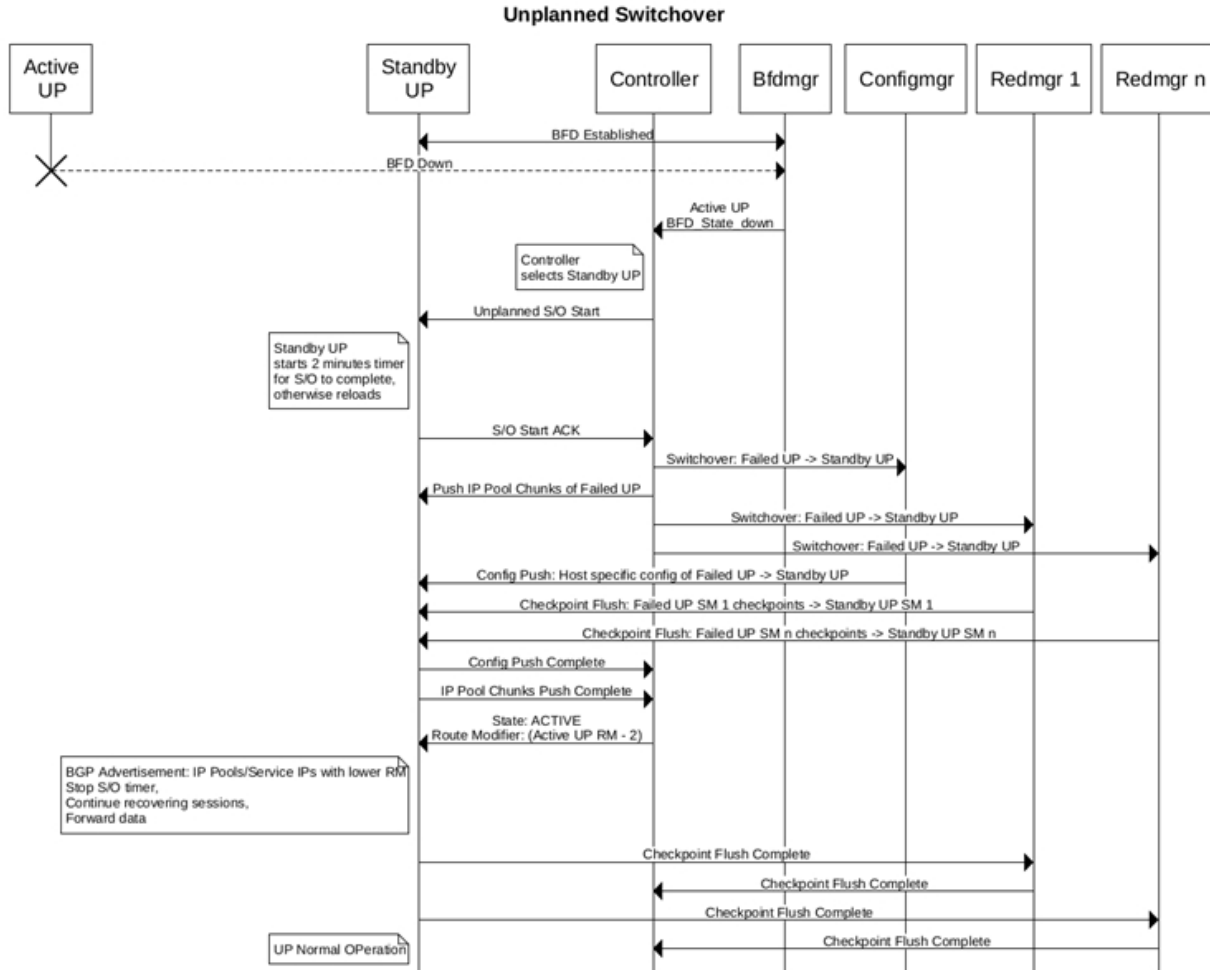 Unplanned Switchover
Active
UP
Standby
UP
Controller
Bfdmgr
Configmgr
Redmgr 1
Redmgr n
BFD Established
BFD Down
Active UP
BFD_State_down
Controller
selects Standby UP
Unplanned S/O Start
Standby UP
starts 2 minutes timer
for S/O to complete,
otherwise reloads
S/O Start ACK
Switchover: Failed UP -> Standby UP
Push IP Pool Chunks of Failed UP
Switchover: Failed UP -> Standby UP
Switchover: Failed UP -> Standby UP
Config Push: Host specific config of Failed UP -> Standby UP
Checkpoint Flush: Failed UP SM 1 checkpoints -> Standby UP SM 1
Checkpoint Flush: Failed UP SM n checkpoints -> Standby UP SM n
Config Push Complete
IP Pool Chunks Push Complete
State: ACTIVE
Route Modifier: (Active UP RM - 2)
BGP Advertisement: IP Pools/Service IPs with lower RM
Stop S/O timer,
Continue recovering sessions,
Forward data
Checkpoint Flush Complete
Checkpoint Flush Complete
Checkpoint Flush Complete
UP Normal OPeration
Checkpoint Flush Complete